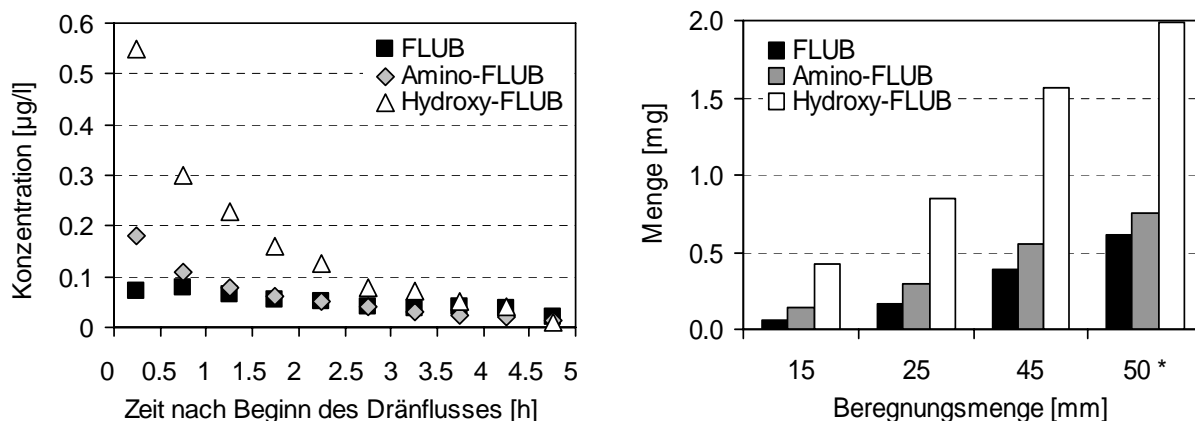 0.6
0.5
0.4
0.3
0.2
0.1
0
Konzentration [µg/l]
FLUB
Amino-FLUB
Hydroxy-FLUB
0 0.5 1 1.5 2 2.5 3 3.5 4 4.5 5
Zeit nach Beginn des Dränflusses [h]
2.0
1.5
1.0
0.5
0.0
Menge [mg]
FLUB
Amino-FLUB
Hydroxy-FLUB
15 25 45 50 *
Beregnungsmenge [mm]